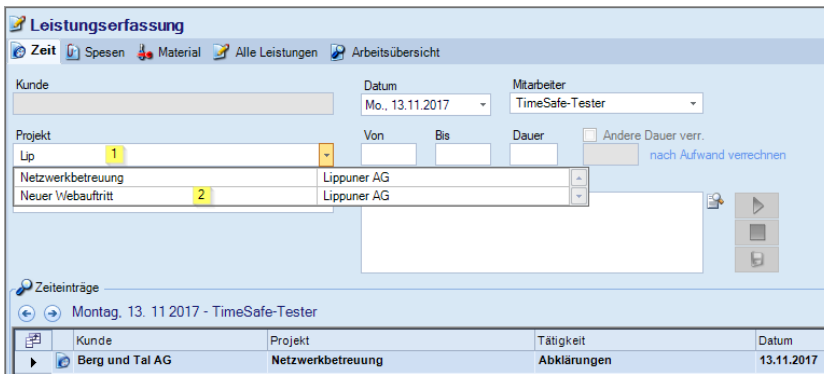 Leistungserfassung
Zeit Spesen Material Alle Leistungen Arbeitsübersicht
Kunde Datum Mitarbeiter
Mo., 13.11.2017 TimeSafe-Tester
Projekt Von Bis Dauer Andere Dauer verr.
Lip 1 nach Aufwand verrechnen
Netzwerkbetreuung Lippuner AG
Neuer Webauftritt 2 Lippuner AG
Zeiteinträge
Montag, 13. 11 2017 - TimeSafe-Tester
Kunde Projekt Tätigkeit Datum
Berg und Tal AG Netzwerkbetreuung Abklärungen 13.11.2017